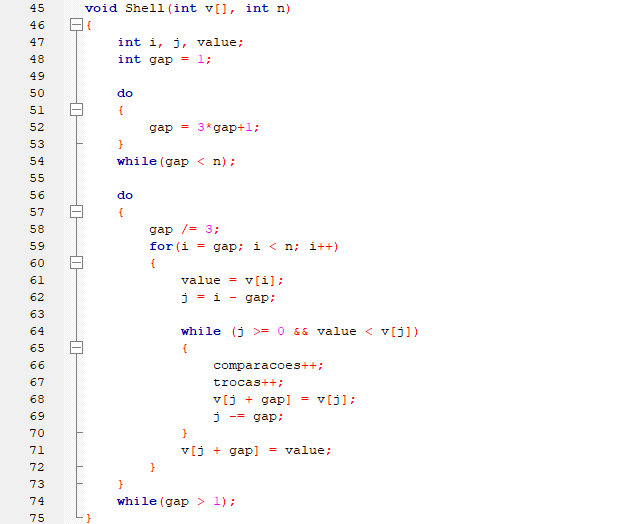 45 void Shell(int v[], int n)
46 {
47     int i, j, value;
48     int gap = 1;
49
50     do
51     {
52         gap = 3*gap+1;
53     }
54     while(gap < n);
55
56     do
57     {
58         gap /= 3;
59         for(i = gap; i < n; i++)
60         {
61             value = v[i];
62             j = i - gap;
63
64             while (j >= 0 && value < v[j])
65             {
66                 comparacoes++;
67                 trocas++;
68                 v[j + gap] = v[j];
69                 j -= gap;
70             }
71             v[j + gap] = value;
72         }
73     }
74     while(gap > 1);
75 }